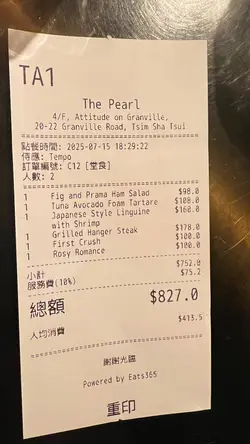 TA1
The Pearl
4/F, Attitude on Granville,
20-22 Granville Road, Tsim Sha Tsui
點餐時間: 2025-07-15 18:29:22
侍應: Tempo
訂單編號: C12 [堂食]
人數: 2
1 Fig and Prama Ham Salad $98.0
1 Tuna Avocado Foam Tartare $108.0
1 Japanese Style Linguine $168.0
with Shrimp
1 Grilled Hanger Steak $178.0
1 First Crush $100.0
1 Rosy Romance $100.0
小計 $752.0
服務費(10%) $75.2
總額 $827.0
人均消費 $413.5
謝謝光臨
Powered by Eats365
重印